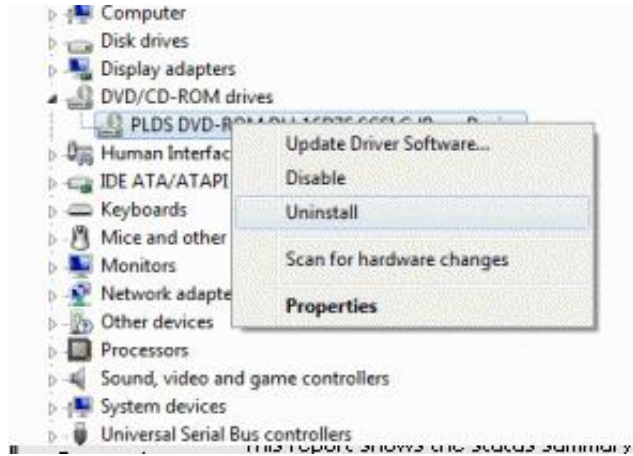 Computer
Disk drives
Display adapters
DVD/CD-ROM drives
PLDS DVD-ROM
Update Driver Software...
Human Interfac
Disable
IDE ATA/ATAPI
Keyboards
Uninstall
Mice and other
Monitors
Scan for hardware changes
Network adapte
Properties
Other devices
Processors
Sound, video and game controllers
System devices
Universal Serial Bus controllers
This report shows the status summary